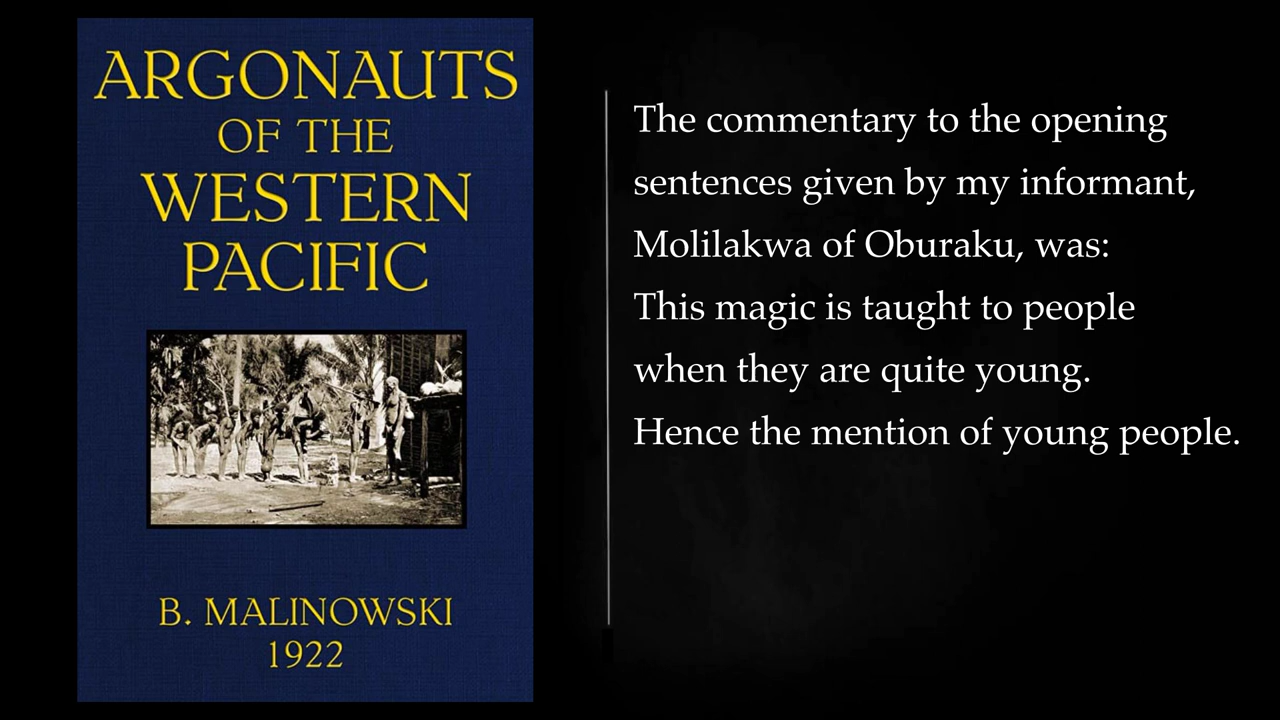 ARGONAUTS
OF THE
WESTERN
PACIFIC
B. MALINOWSKI
1922
The commentary to the opening
sentences given by my informant,
Molilakwa of Oburaku, was:
This magic is taught to people
when they are quite young.
Hence the mention of young people.